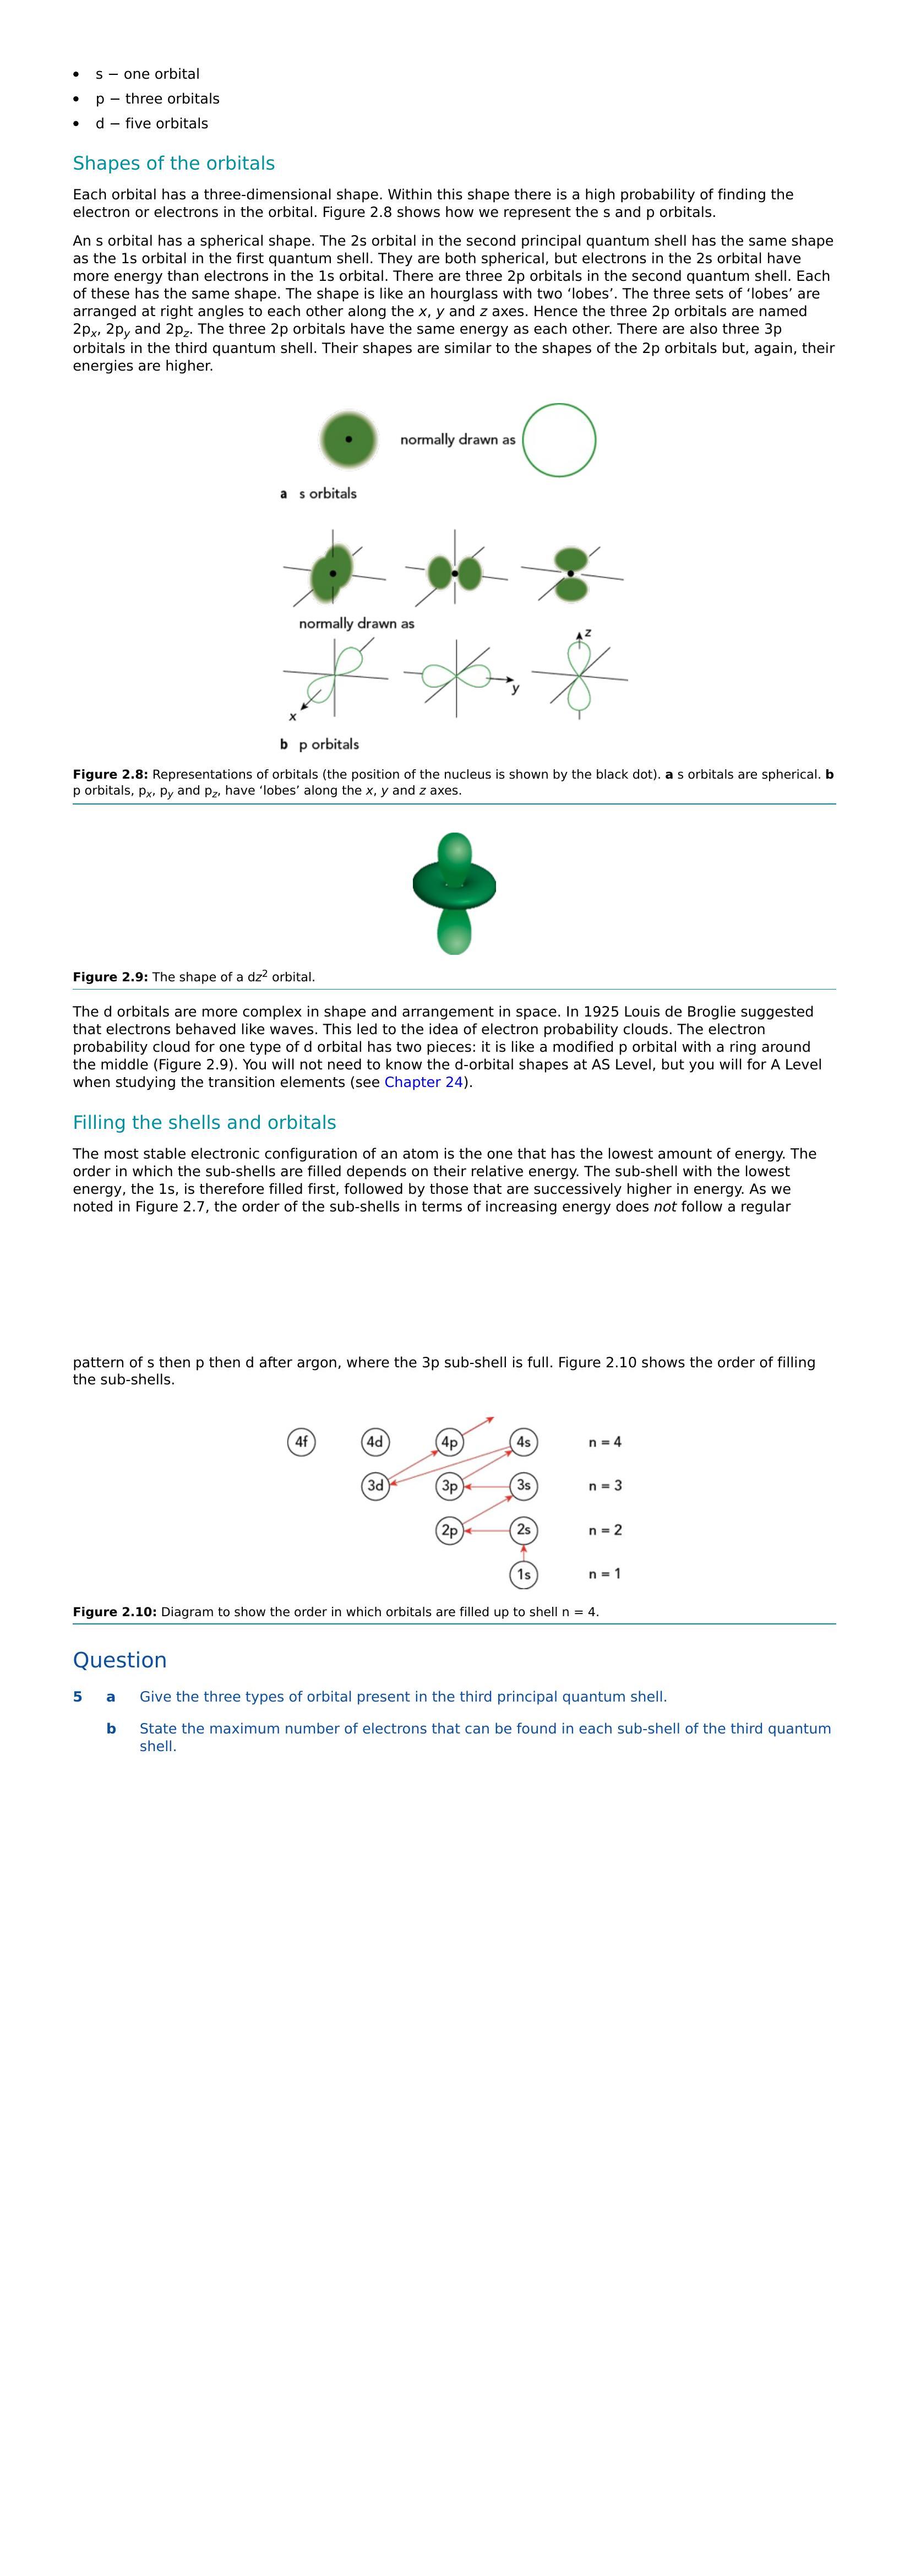 • s − one orbital
• p − three orbitals
• d − five orbitals
Shapes of the orbitals
Each orbital has a three-dimensional shape. Within this shape there is a high probability of finding the
electron or electrons in the orbital. Figure 2.8 shows how we represent the s and p orbitals.
An s orbital has a spherical shape. The 2s orbital in the second principal quantum shell has the same shape
as the 1s orbital in the first quantum shell. They are both spherical, but electrons in the 2s orbital have
more energy than electrons in the 1s orbital. There are three 2p orbitals in the second quantum shell. Each
of these has the same shape. The shape is like an hourglass with two ‘lobes’. The three sets of ‘lobes’ are
arranged at right angles to each other along the x, y and z axes. Hence the three 2p orbitals are named
2pₓ, 2p_y and 2p_z. The three 2p orbitals have the same energy as each other. There are also three 3p
orbitals in the third quantum shell. Their shapes are similar to the shapes of the 2p orbitals but, again, their
energies are higher.
normally drawn as
a s orbitals
normally drawn as
z
y
x
b p orbitals
Figure 2.8: Representations of orbitals (the position of the nucleus is shown by the black dot). a s orbitals are spherical. b
p orbitals, pₓ, p_y and p_z, have ‘lobes’ along the x, y and z axes.
Figure 2.9: The shape of a dz² orbital.
The d orbitals are more complex in shape and arrangement in space. In 1925 Louis de Broglie suggested
that electrons behaved like waves. This led to the idea of electron probability clouds. The electron
probability cloud for one type of d orbital has two pieces: it is like a modified p orbital with a ring around
the middle (Figure 2.9). You will not need to know the d-orbital shapes at AS Level, but you will for A Level
when studying the transition elements (see Chapter 24).
Filling the shells and orbitals
The most stable electronic configuration of an atom is the one that has the lowest amount of energy. The
order in which the sub-shells are filled depends on their relative energy. The sub-shell with the lowest
energy, the 1s, is therefore filled first, followed by those that are successively higher in energy. As we
noted in Figure 2.7, the order of the sub-shells in terms of increasing energy does not follow a regular
pattern of s then p then d after argon, where the 3p sub-shell is full. Figure 2.10 shows the order of filling
the sub-shells.
4f 4d 4p 4s n = 4
3d 3p 3s n = 3
2p 2s n = 2
1s n = 1
Figure 2.10: Diagram to show the order in which orbitals are filled up to shell n = 4.
Question
5 a Give the three types of orbital present in the third principal quantum shell.
b State the maximum number of electrons that can be found in each sub-shell of the third quantum
shell.